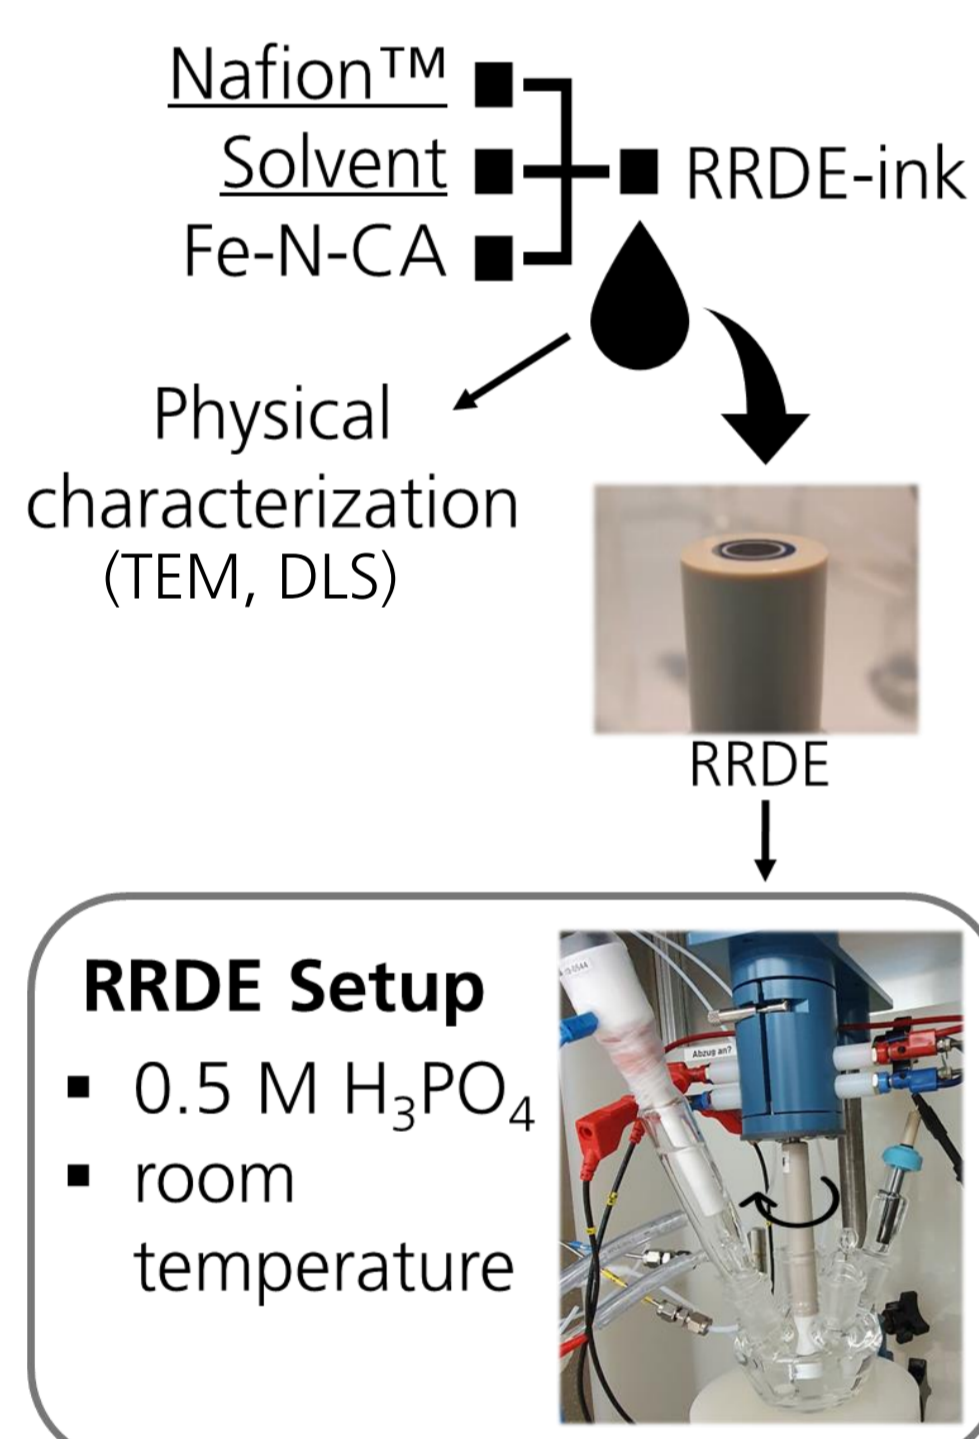 Nafion™
Solvent
Fe-N-CA
RRDE-ink
Physical
characterization
(TEM, DLS)
RRDE
RRDE Setup
▪ 0.5 M H₃PO₄
▪ room
temperature
Abzug an?